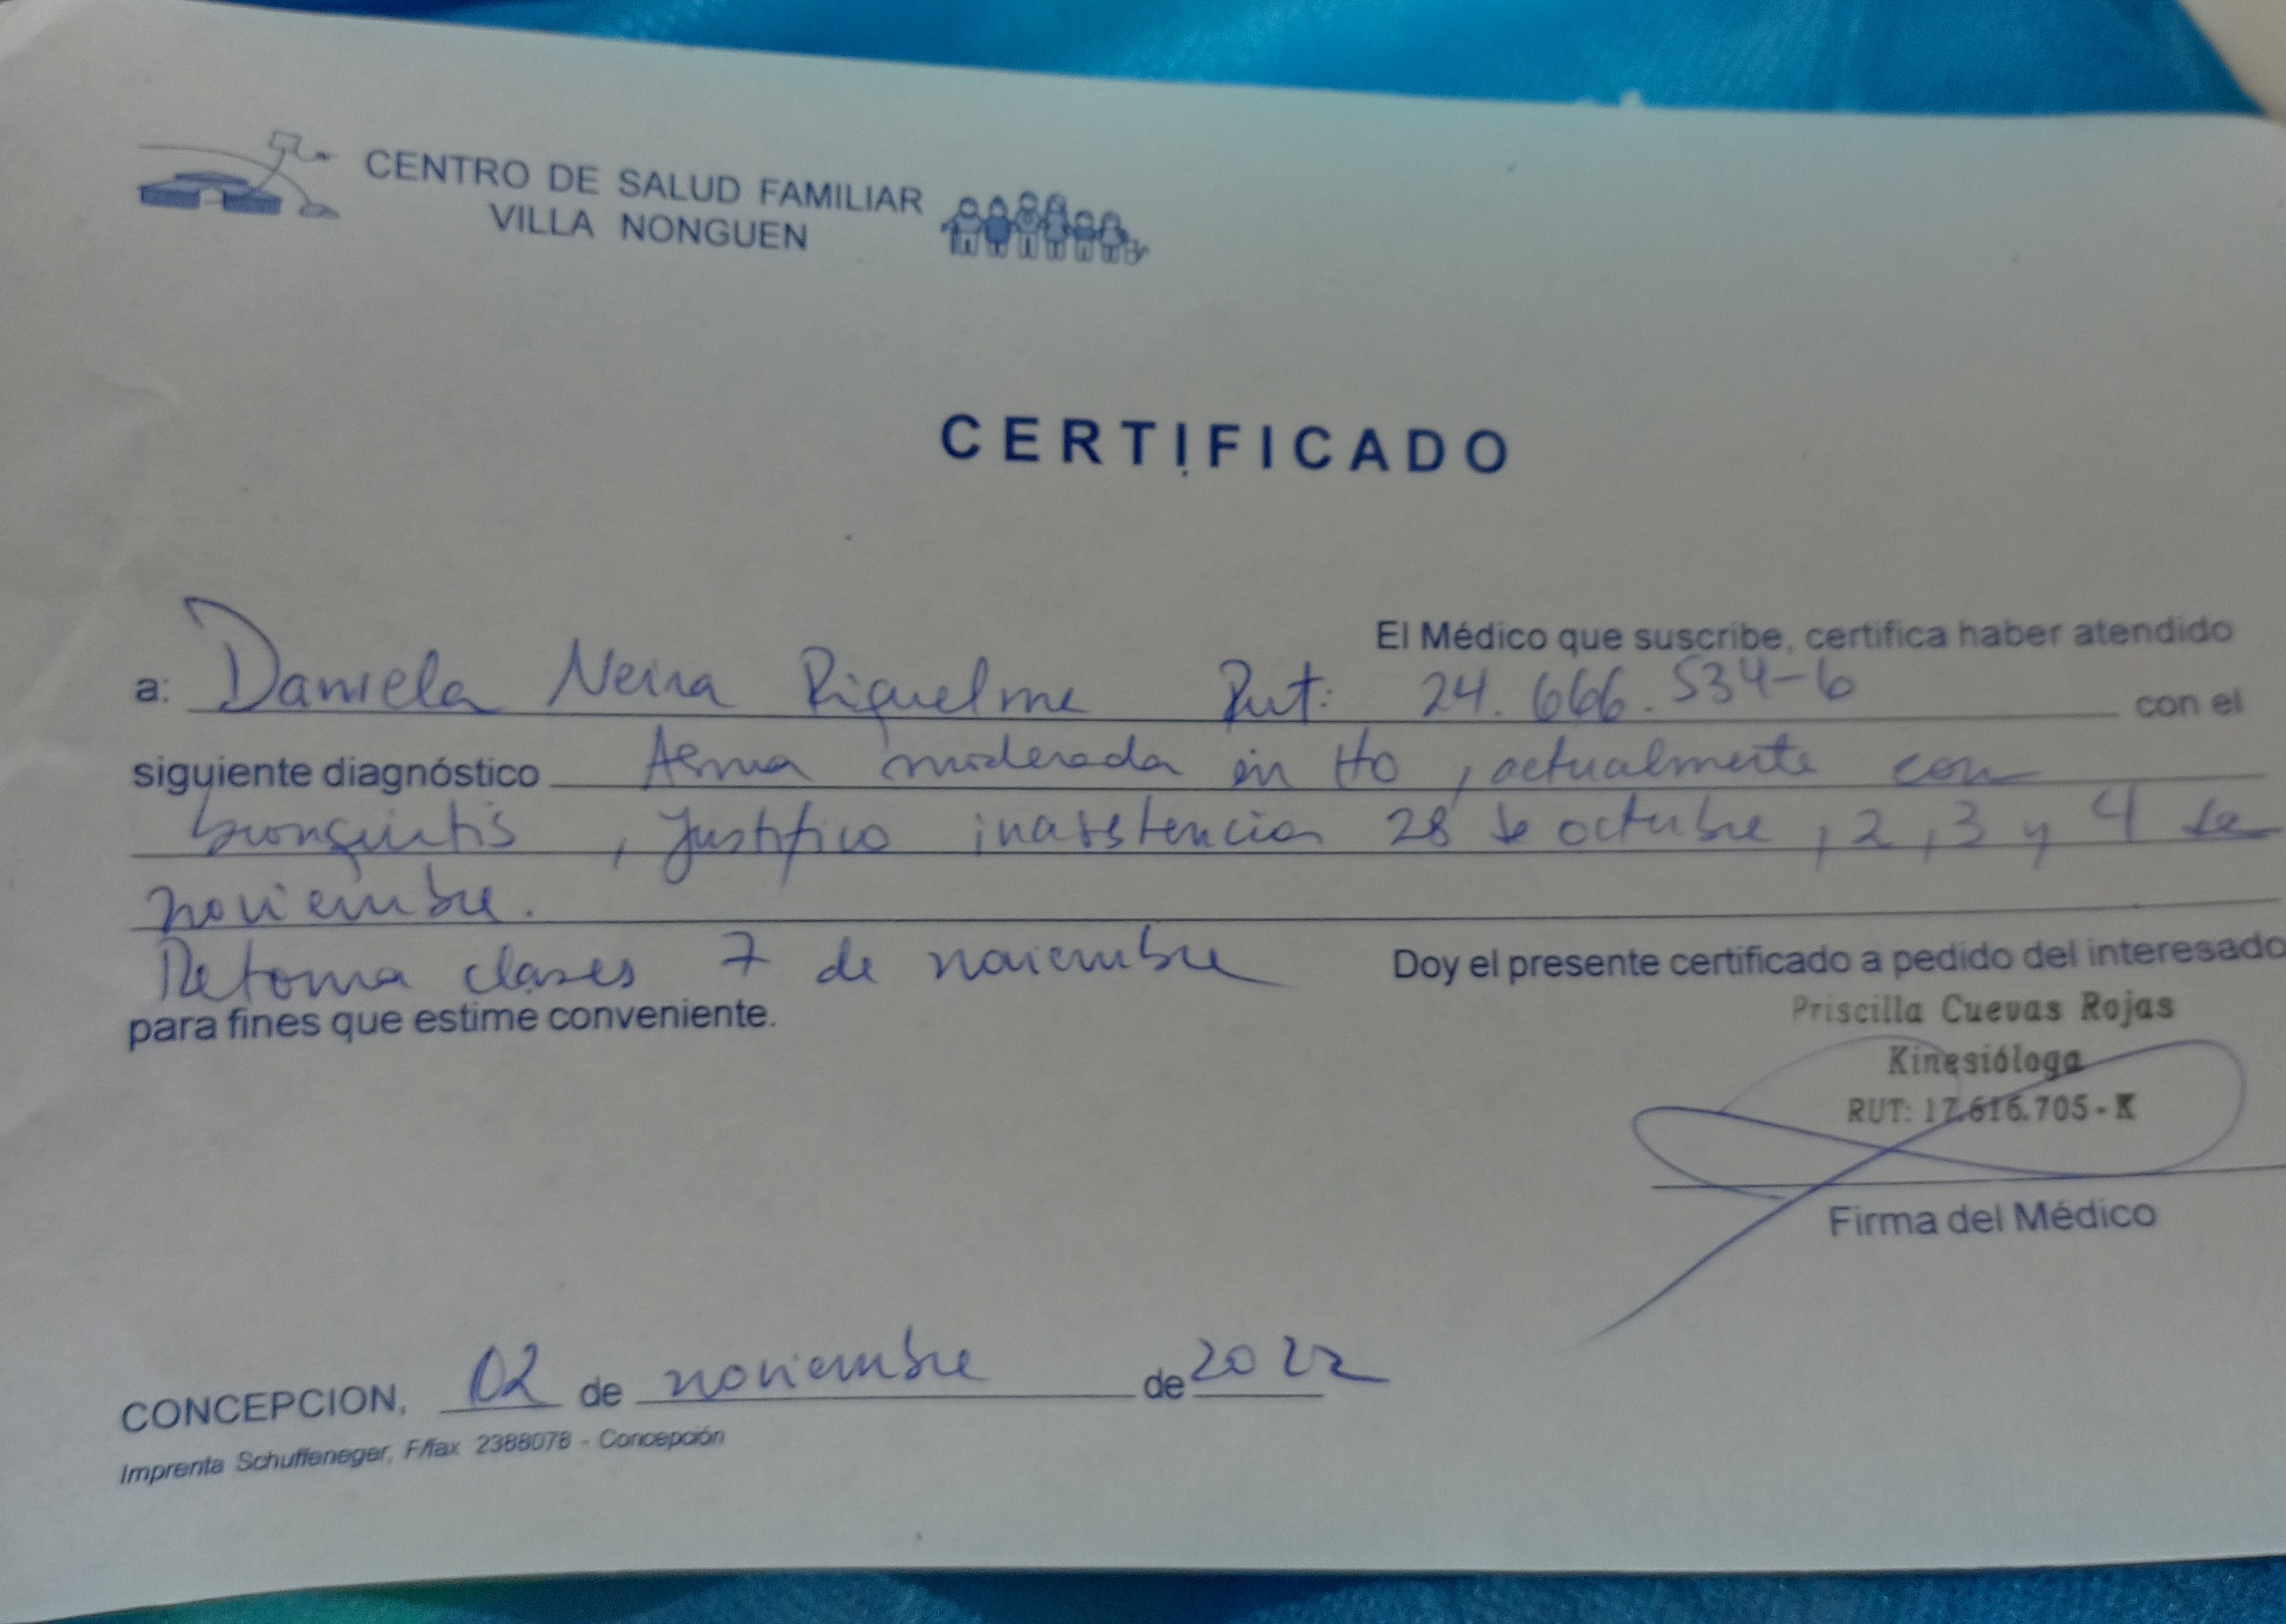 CENTRO DE SALUD FAMILIAR
VILLA NONGUEN
CERTIFICADO
El Médico que suscribe, certifica haber atendido
a: Daniela Neira Riquelme Rut: 24.666.534-6 con el
siguiente diagnóstico Asma moderada en tto, actualmente con
bronquitis, Justifico inasistencia 28 de octubre, 2, 3 y 4 de
noviembre.
Retoma clases 7 de noviembre Doy el presente certificado a pedido del interesado
para fines que estime conveniente.
Priscilla Cuevas Rojas
Kinesióloga
RUT: 17.616.705-K
Firma del Médico
CONCEPCION, 02 de noviembre de 2022
Imprenta Schuffeneger, F/fax 2388078 - Concepción